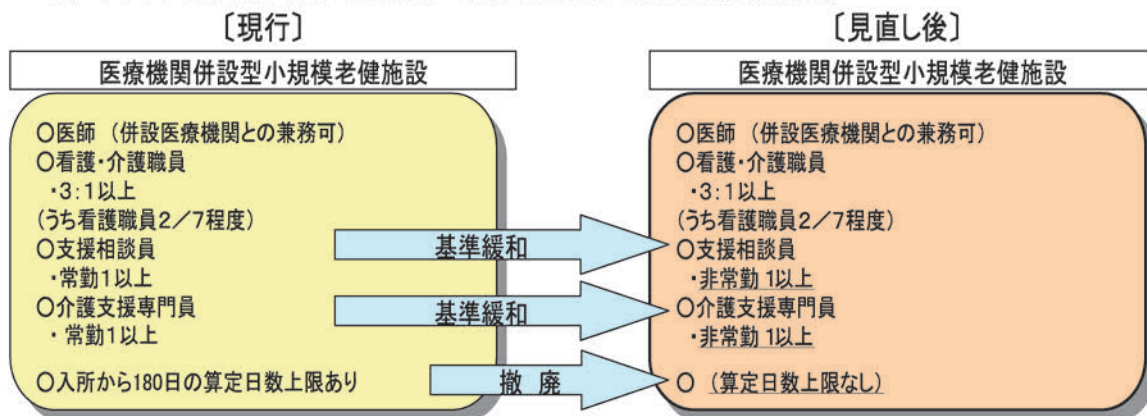 〔現行〕
医療機関併設型小規模老健施設
○医師 (併設医療機関との兼務可)
○看護・介護職員
・3:1以上
(うち看護職員2/7程度)
○支援相談員
・常勤1以上
○介護支援専門員
・常勤1以上
○入所から180日の算定日数上限あり
基準緩和
基準緩和
撤 廃
〔見直し後〕
医療機関併設型小規模老健施設
○医師 (併設医療機関との兼務可)
○看護・介護職員
・3:1以上
(うち看護職員2/7程度)
○支援相談員
・非常勤1以上
○介護支援専門員
・非常勤1以上
○ (算定日数上限なし)